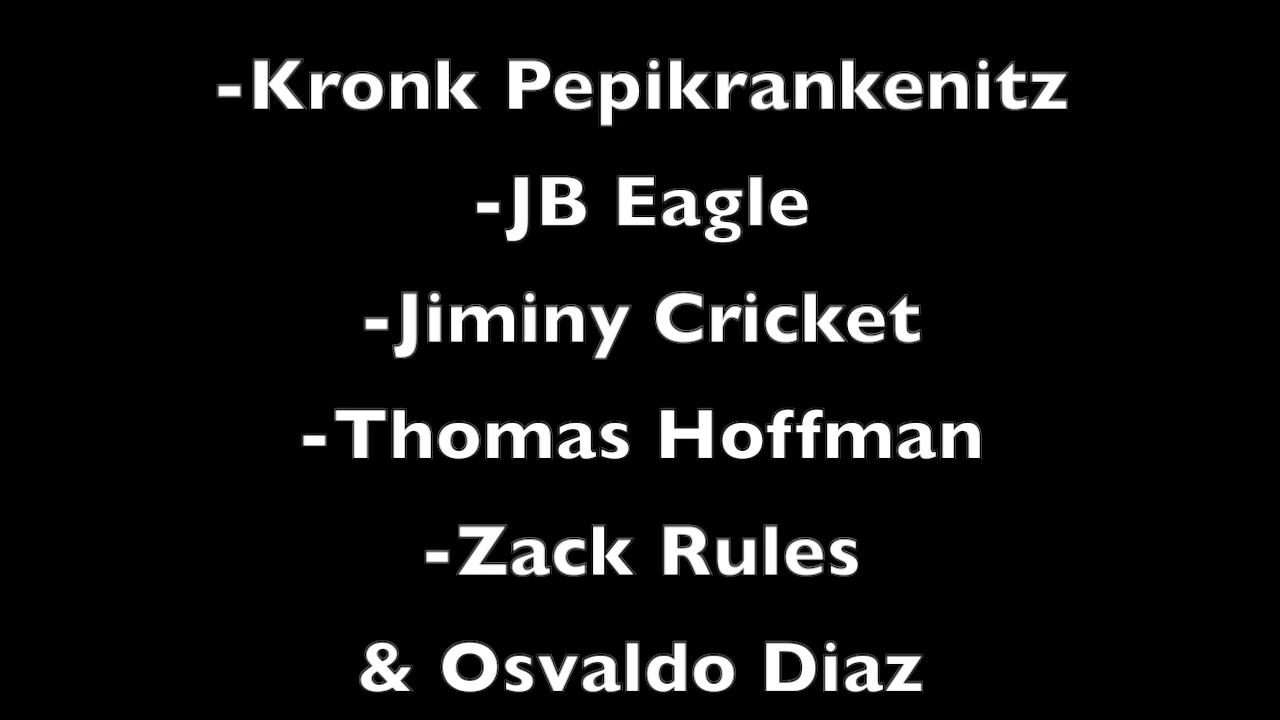 -Kronk Pepikrankenitz
-JB Eagle
-Jiminy Cricket
-Thomas Hoffman
-Zack Rules
& Osvaldo Diaz